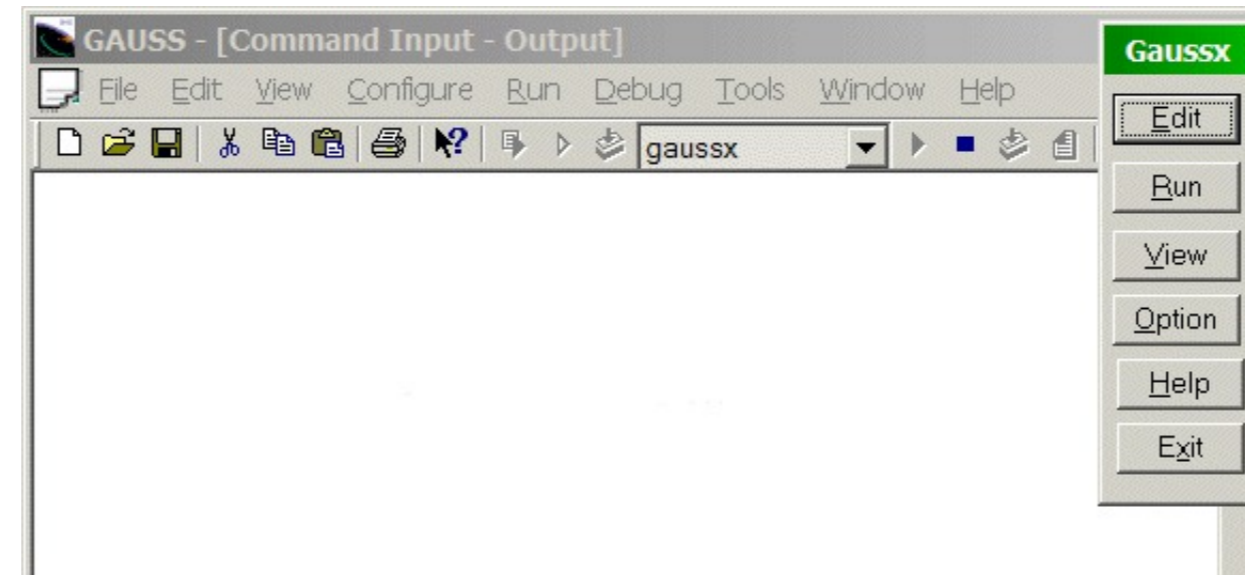 GAUSS - [Command Input - Output]
File Edit View Configure Run Debug Tools Window Help
gaussx
Gaussx
Edit
Run
View
Option
Help
Exit